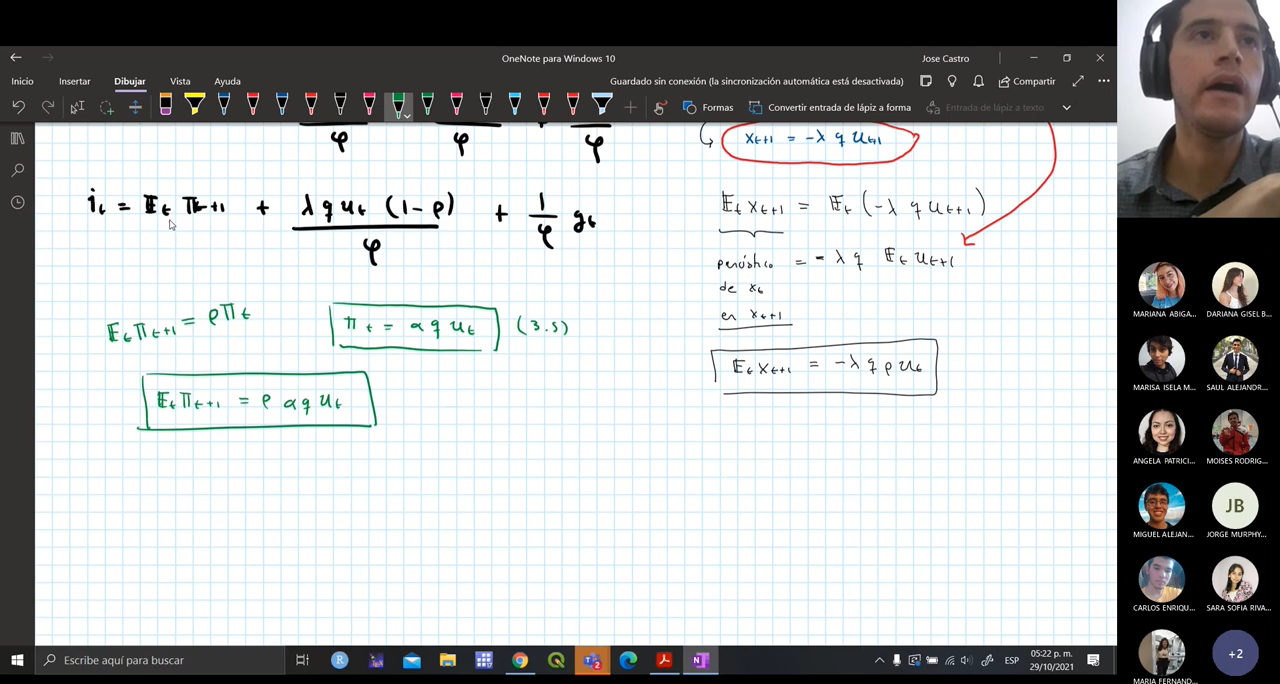 OneNote para Windows 10
Jose Castro
Inicio Insertar Dibujar Vista Ayuda
Guardado sin conexión (la sincronización automática está desactivada)
Compartir
Formas
Convertir entrada de lápiz a forma
Entrada de lápiz a texto
φ φ φ
i_t = 𝔼_t π_{t+1} + λ q u_t (1-ρ) / φ + 1/φ g_t
𝔼_t π_{t+1} = ρ π_t
π_t = α q u_t (3.5)
𝔼_t π_{t+1} = ρ α q u_t
x_{t+1} = -λ q u_{t+1}
𝔼_t x_{t+1} = 𝔼_t (-λ q u_{t+1})
= -λ q 𝔼_t u_{t+1}
de x_t
en x_{t+1}
𝔼_t x_{t+1} = -λ q ρ u_t
MARIANA ABIGA...
DARIANA GISEL B...
MARISA ISELA M...
SAUL ALEJANDR...
ANGELA PATRICI...
MOISES RODRIG...
MIGUEL ALEJAN...
JB
JORGE MURPHY...
CARLOS ENRIQU...
SARA SOFIA RIVA...
MARIA FERNAND...
+2
Escribe aquí para buscar
ESP
05:22 p. m.
29/10/2021